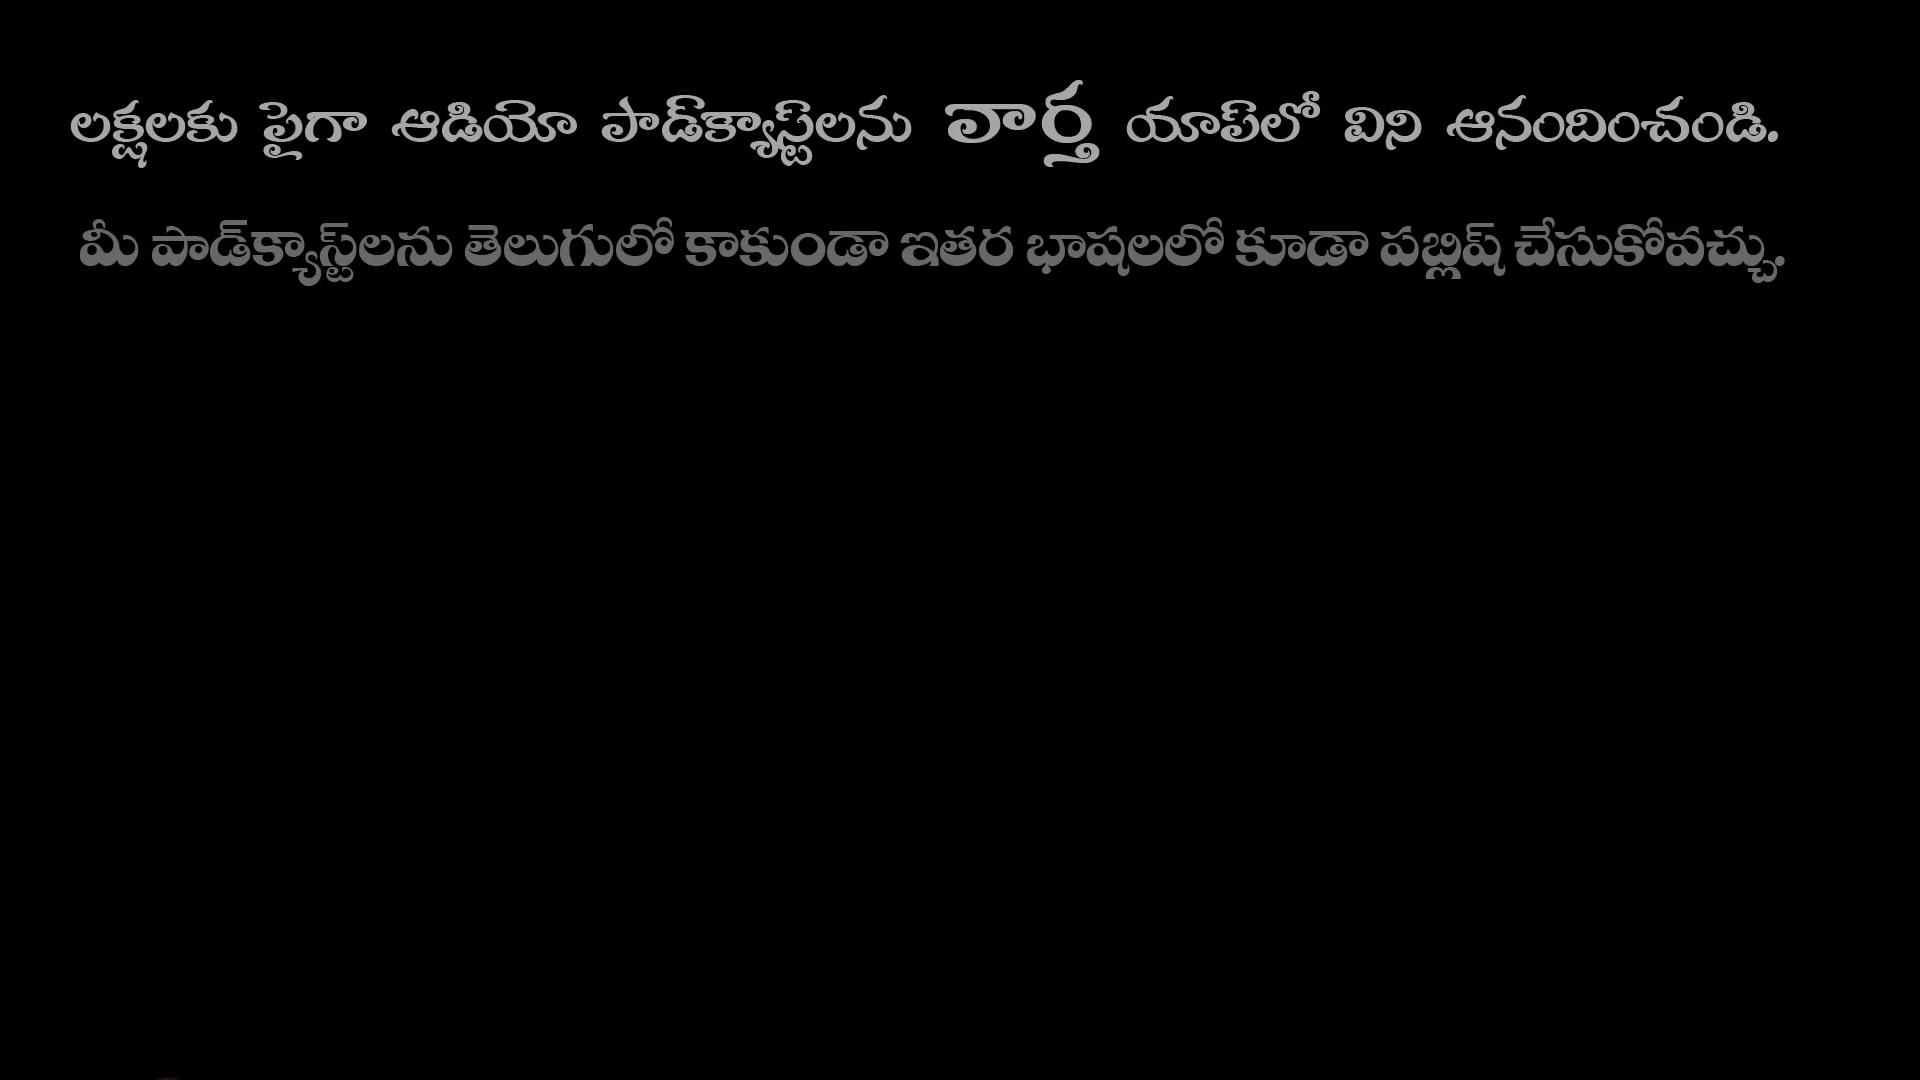 లక్షలకు పైగా ఆడియో పాడ్‌క్యాస్ట్‌లను వార్త యాప్‌లో విని ఆనందించండి.
మీ పాడ్‌క్యాస్ట్‌లను తెలుగులో కాకుండా ఇతర భాషలలో కూడా పబ్లిష్ చేసుకోవచ్చు.